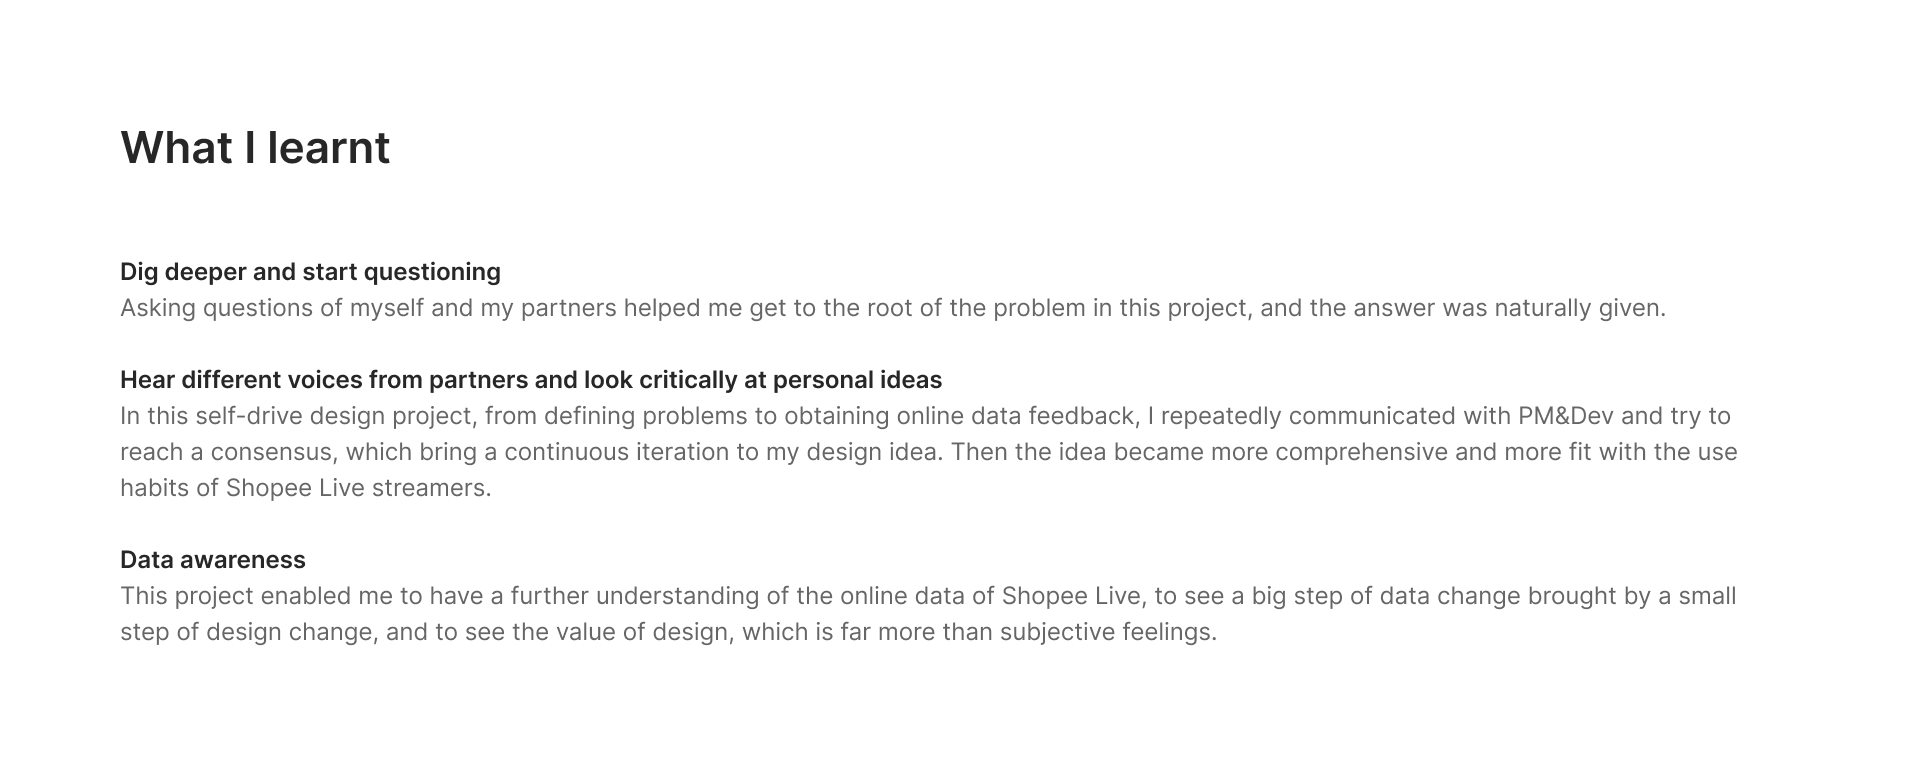 What I learnt
Dig deeper and start questioning
Asking questions of myself and my partners helped me get to the root of the problem in this project, and the answer was naturally given.
Hear different voices from partners and look critically at personal ideas
In this self-drive design project, from defining problems to obtaining online data feedback, I repeatedly communicated with PM&Dev and try to
reach a consensus, which bring a continuous iteration to my design idea. Then the idea became more comprehensive and more fit with the use
habits of Shopee Live streamers.
Data awareness
This project enabled me to have a further understanding of the online data of Shopee Live, to see a big step of data change brought by a small
step of design change, and to see the value of design, which is far more than subjective feelings.